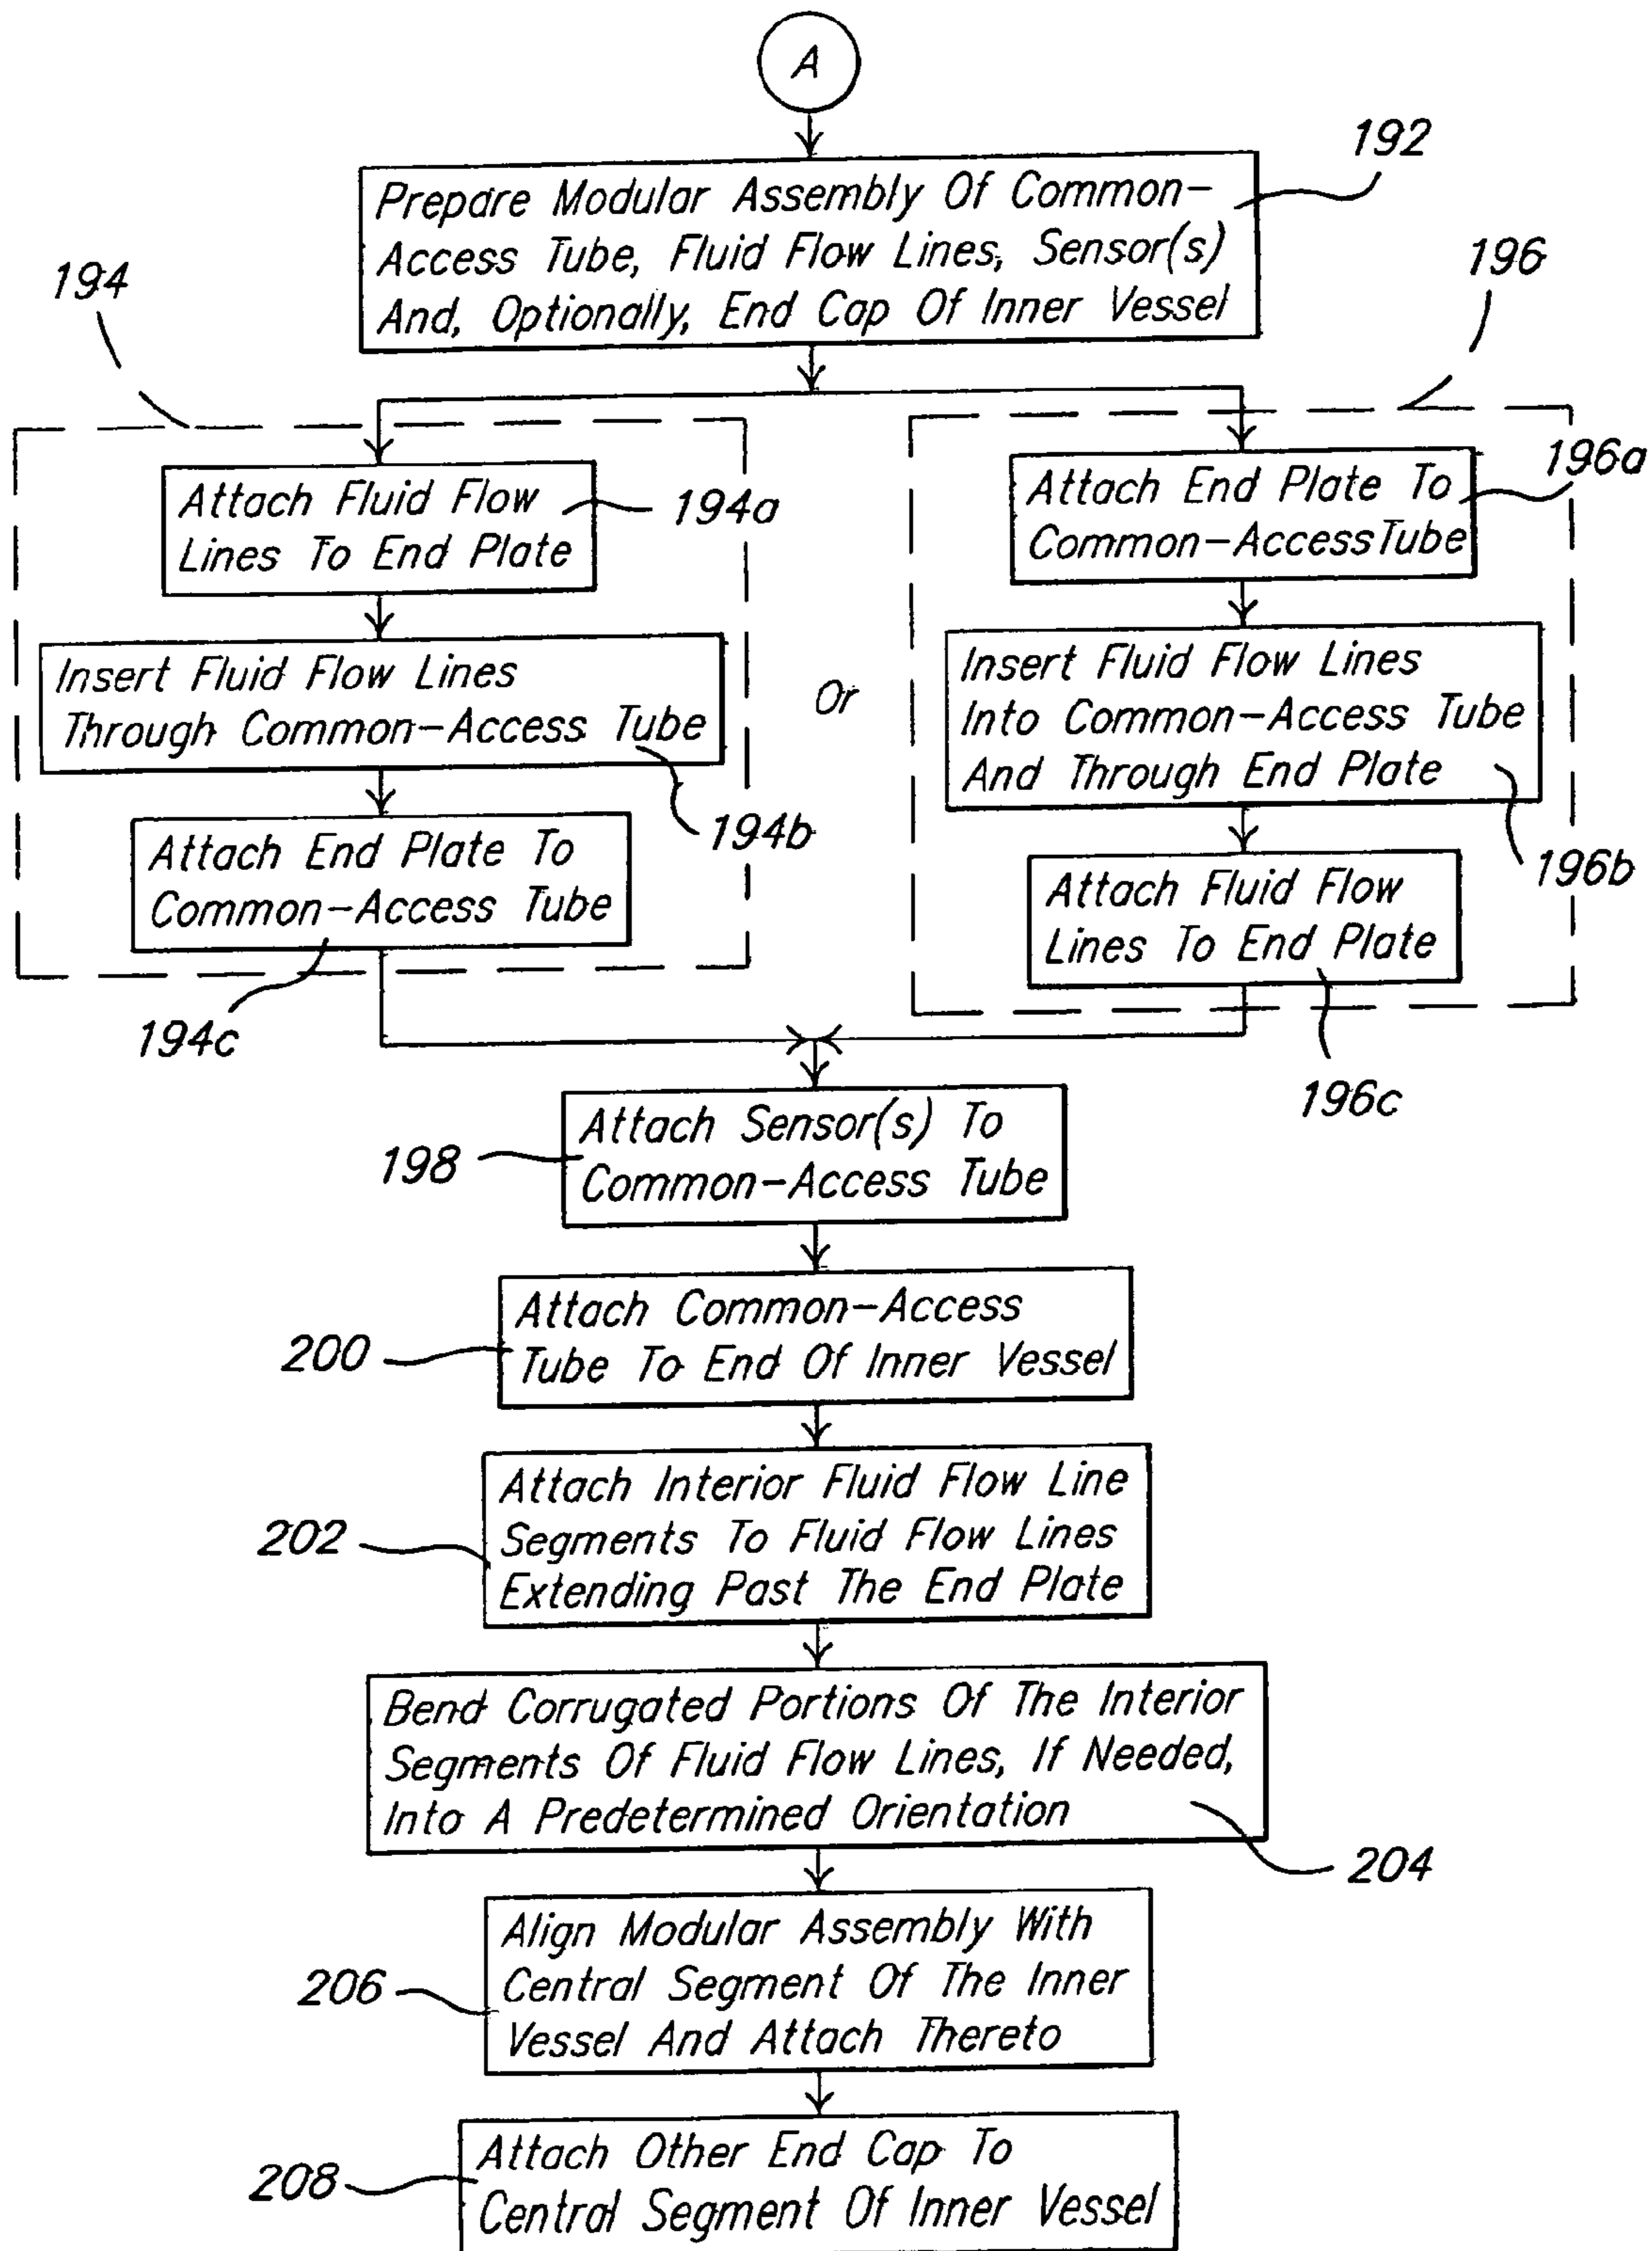 A
192
Prepare Modular Assembly Of Common-
Access Tube, Fluid Flow Lines, Sensor(s)
And, Optionally, End Cap Of Inner Vessel
194
196
Attach Fluid Flow
Lines To End Plate
194a
Insert Fluid Flow Lines
Through Common-Access Tube
194b
Attach End Plate To
Common-Access Tube
194c
Or
Attach End Plate To
Common-Access Tube
196a
Insert Fluid Flow Lines
Into Common-Access Tube
And Through End Plate
196b
Attach Fluid Flow
Lines To End Plate
196c
Attach Sensor(s) To
Common-Access Tube
198
Attach Common-Access
Tube To End Of Inner Vessel
200
Attach Interior Fluid Flow Line
Segments To Fluid Flow Lines
Extending Past The End Plate
202
Bend Corrugated Portions Of The Interior
Segments Of Fluid Flow Lines, If Needed,
Into A Predetermined Orientation
204
Align Modular Assembly With
Central Segment Of The Inner
Vessel And Attach Thereto
206
Attach Other End Cap To
Central Segment Of Inner Vessel
208